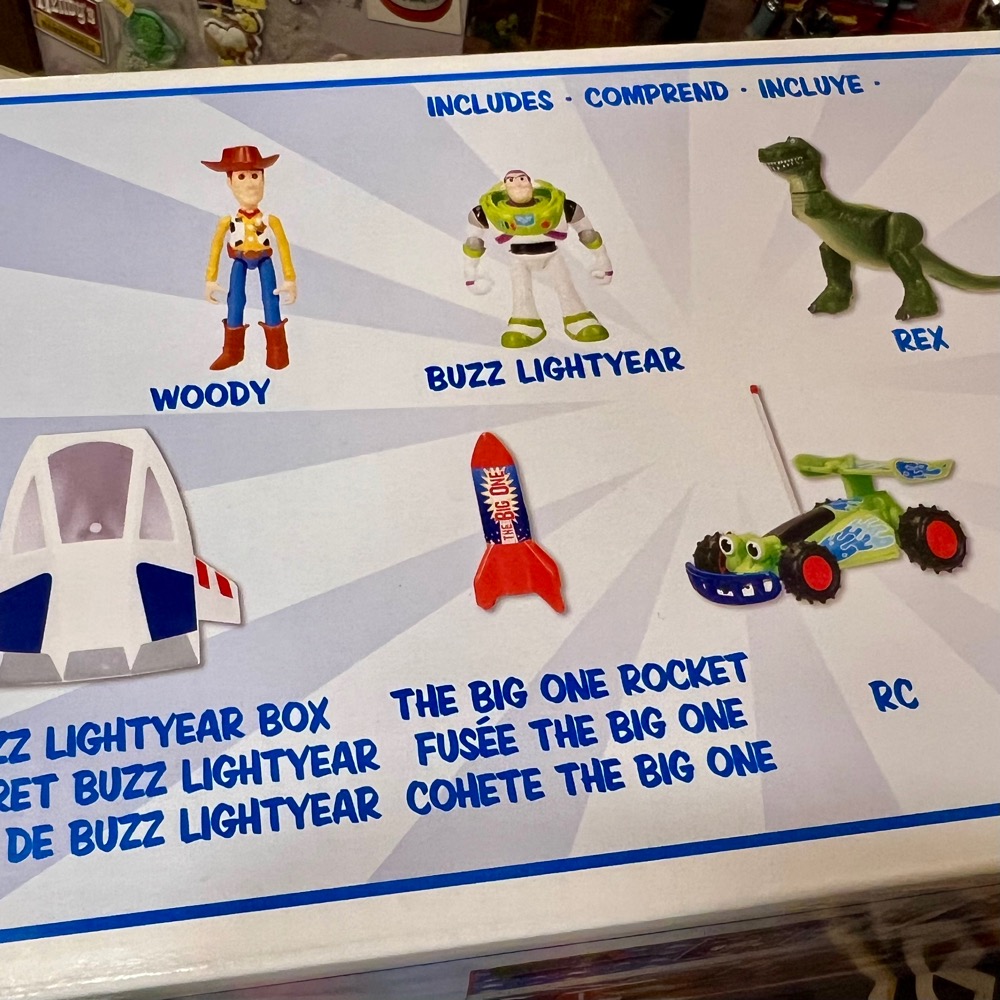 INCLUDES · COMPREND · INCLUYE ·
WOODY
BUZZ LIGHTYEAR
REX
THE BIG ONE
LIGHTYEAR BOX
BUZZ LIGHTYEAR
DE BUZZ LIGHTYEAR
THE BIG ONE ROCKET
FUSÉE THE BIG ONE
COHETE THE BIG ONE
RC